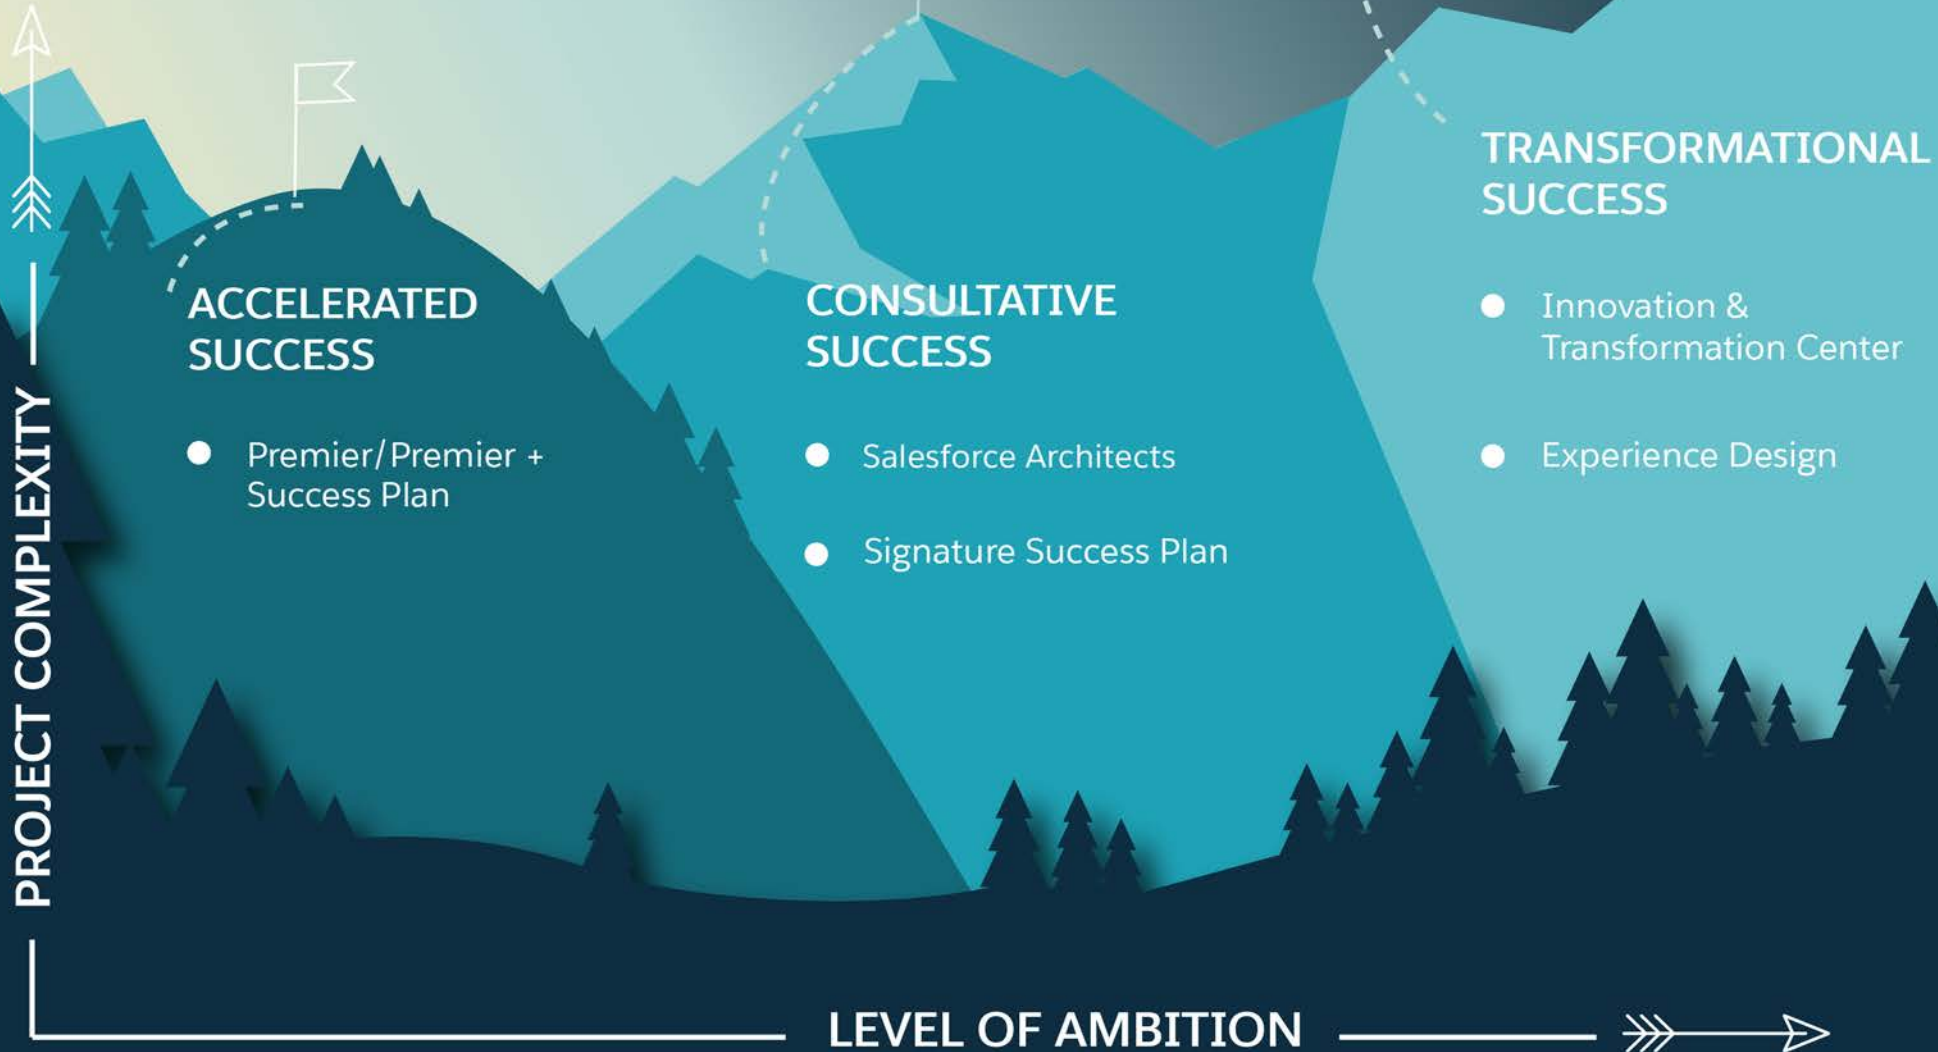 PROJECT COMPLEXITY
ACCELERATED
SUCCESS
Premier/Premier +
Success Plan
CONSULTATIVE
SUCCESS
Salesforce Architects
Signature Success Plan
TRANSFORMATIONAL
SUCCESS
Innovation &
Transformation Center
Experience Design
LEVEL OF AMBITION